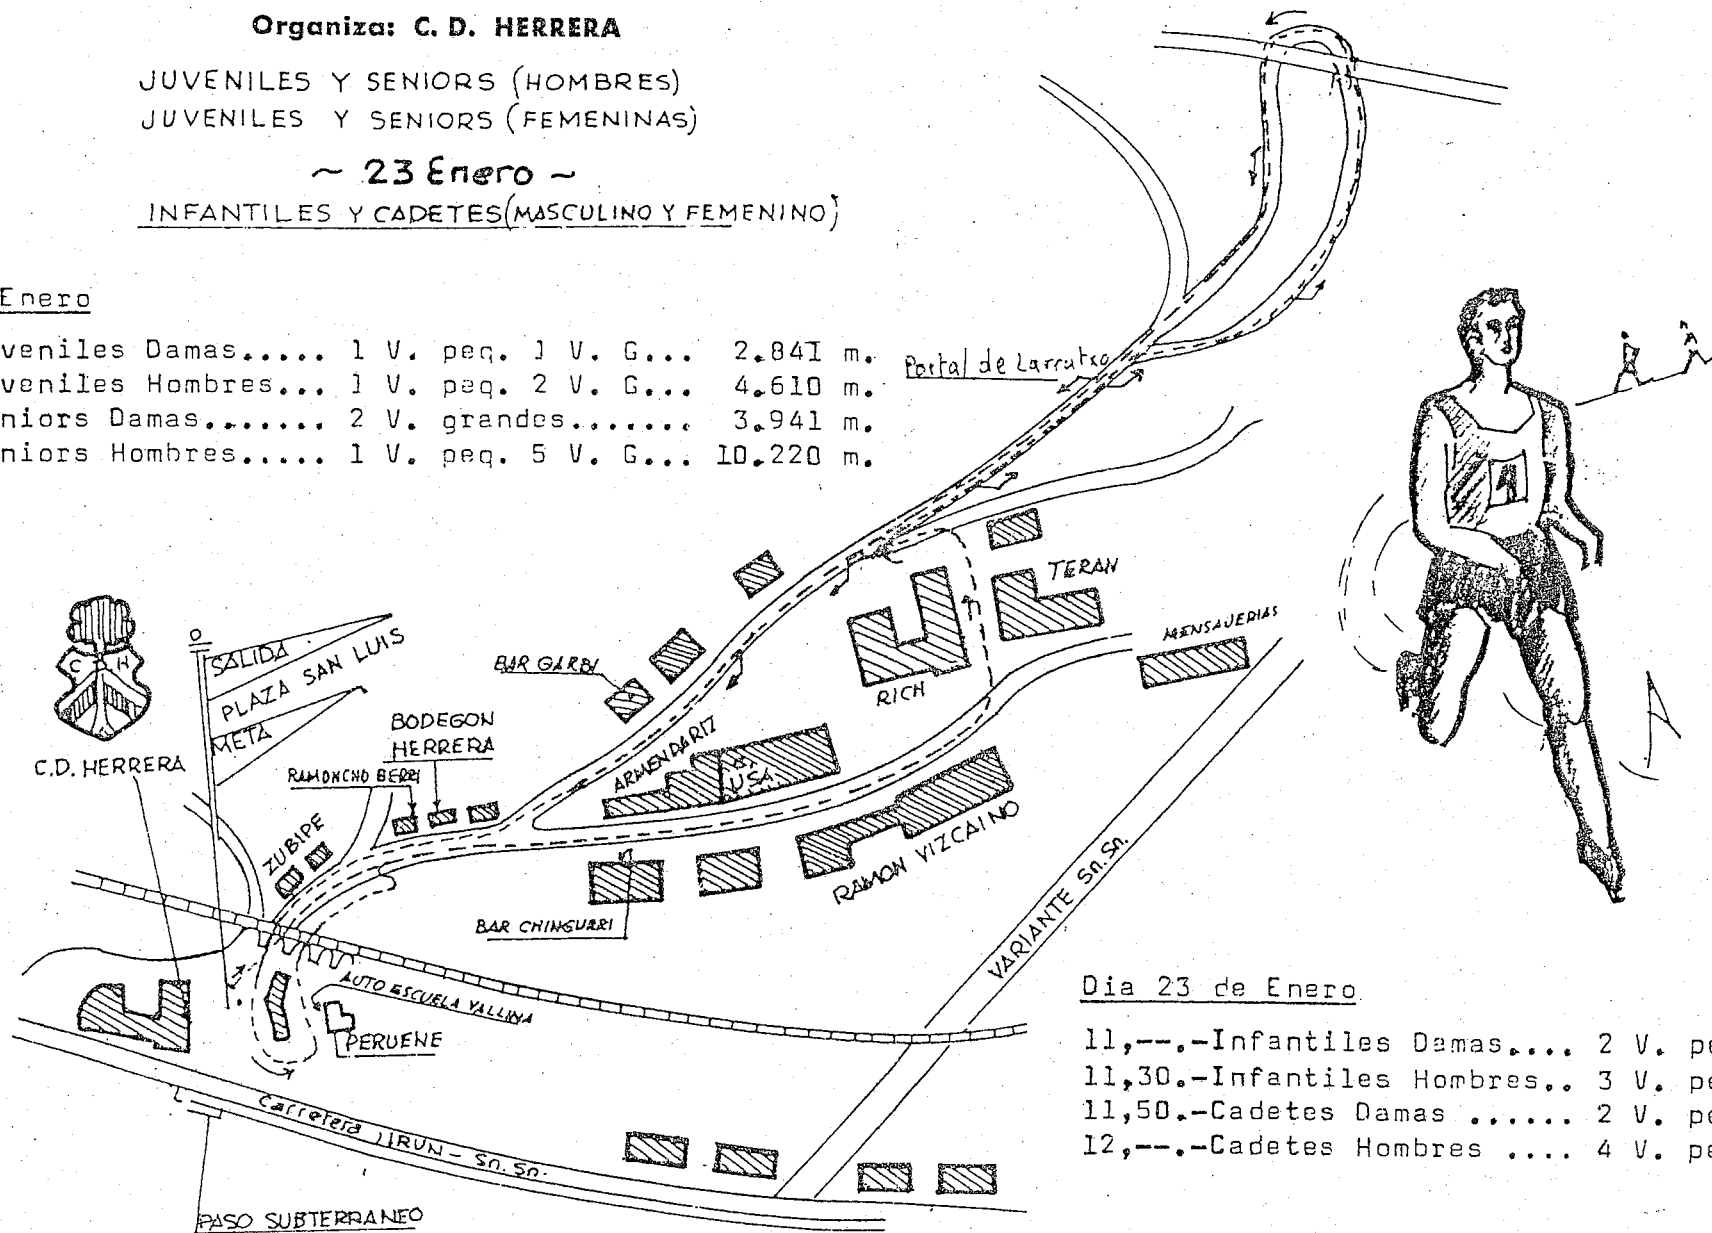 Organiza: C. D. HERRERA
JUVENILES Y SENIORS (HOMBRES)
JUVENILES Y SENIORS (FEMENINAS)
~ 23 Enero ~
INFANTILES Y CADETES(MASCULINO Y FEMENINO)
Enero
veniles Damas..... 1 V. peq. 1 V. G... 2.841 m.
veniles Hombres... 1 V. peq. 2 V. G... 4.610 m.
niors Damas....... 2 V. grandes....... 3.941 m.
niors Hombres..... 1 V. peq. 5 V. G... 10.220 m.
Portal de Larrutxo
TERAN
MENSAJERIAS
RICH
BAR GARBI
SALIDA
PLAZA SAN LUIS
META
C H
C.D. HERRERA
BODEGON
HERRERA
RAMONCHO BERRI
ZUBIPE
ARMENDARIZ
USA
RAMON VIZCAINO
BAR CHINGURRI
VARIANTE Sn.Sn.
AUTO ESCUELA VALLINA
PERUENE
Carretera IRUN - Sn. Sn.
PASO SUBTERRANEO
Dia 23 de Enero
11,--.-Infantiles Damas.... 2 V. pe
11,30.-Infantiles Hombres.. 3 V. pe
11,50.-Cadetes Damas ...... 2 V. pe
12,--.-Cadetes Hombres .... 4 V. pe